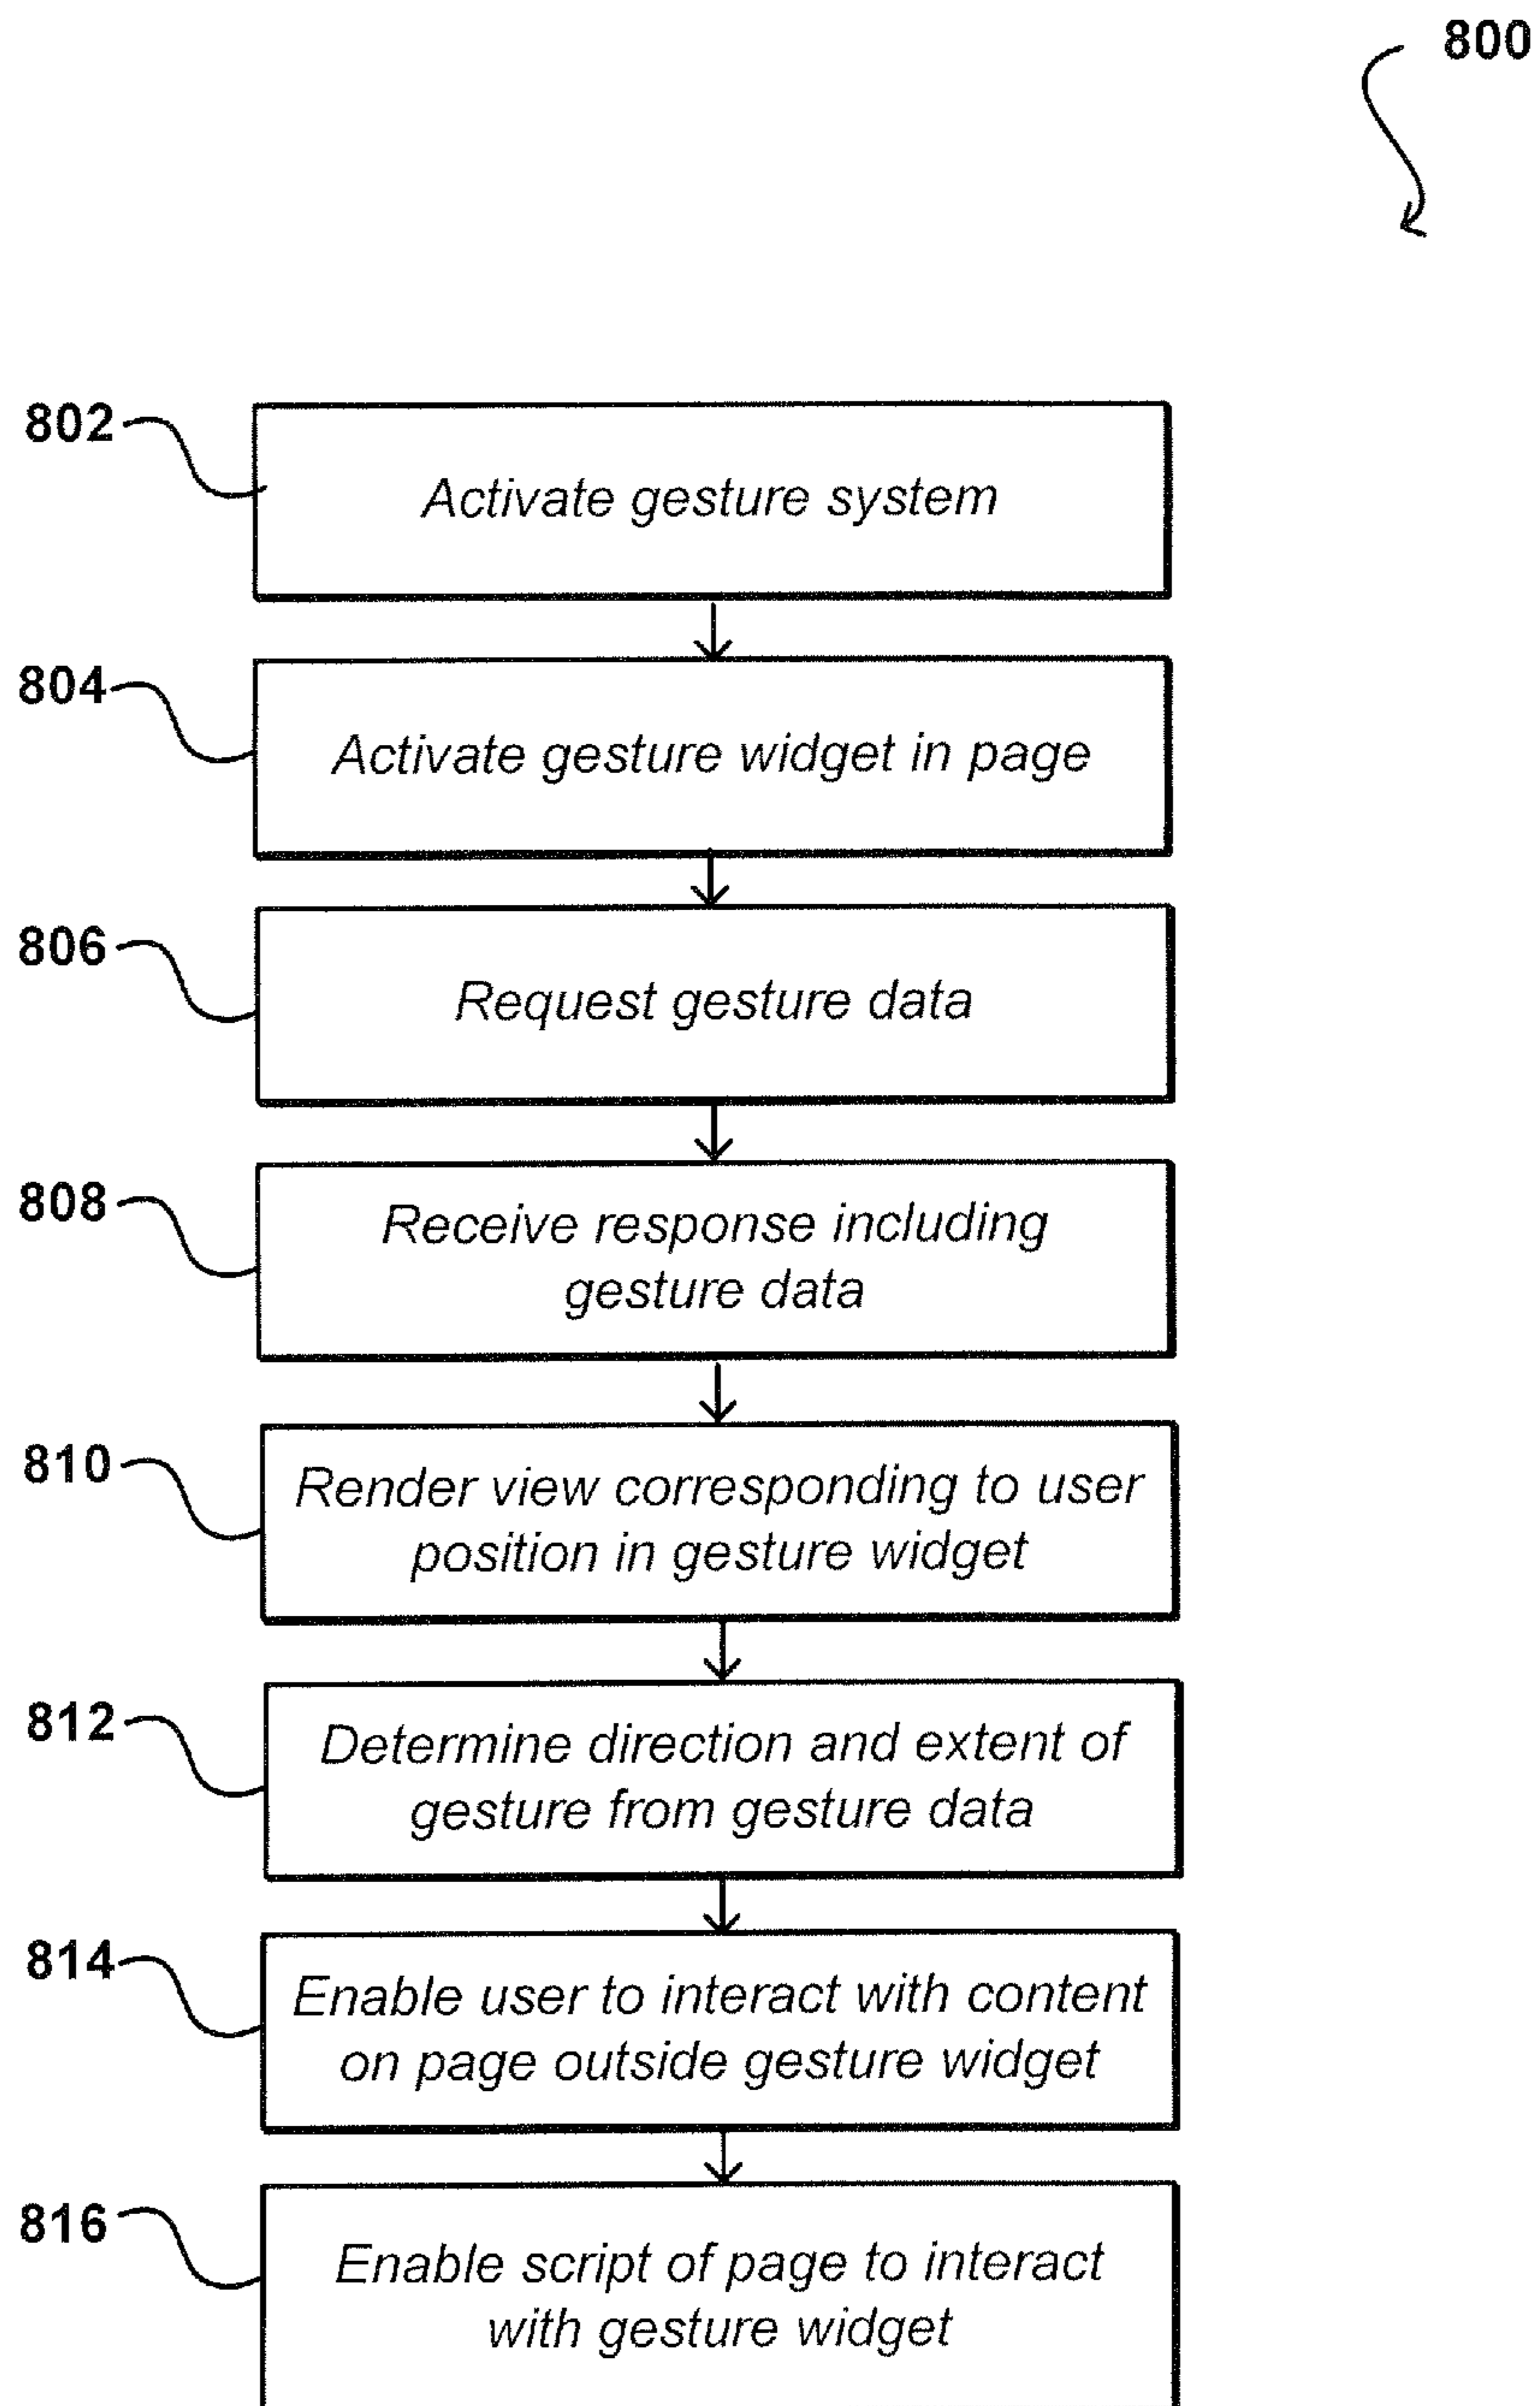 800
802
Activate gesture system
804
Activate gesture widget in page
806
Request gesture data
808
Receive response including
gesture data
810
Render view corresponding to user
position in gesture widget
812
Determine direction and extent of
gesture from gesture data
814
Enable user to interact with content
on page outside gesture widget
816
Enable script of page to interact
with gesture widget